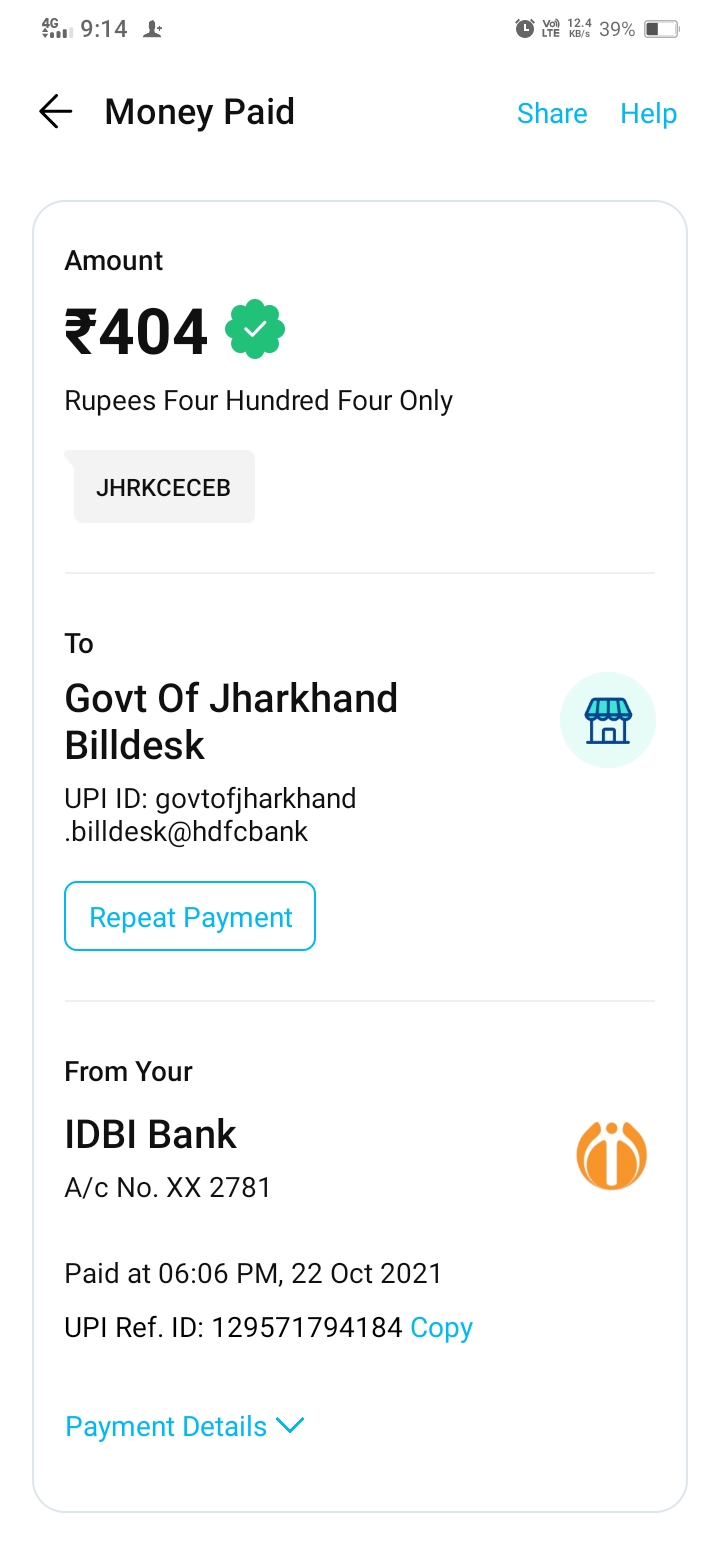 4G 9:14 Vo) LTE 12.4 KB/s 39%
Money Paid Share Help
Amount
₹404
Rupees Four Hundred Four Only
JHRKCECEB
To
Govt Of Jharkhand
Billdesk
UPI ID: govtofjharkhand
.billdesk@hdfcbank
Repeat Payment
From Your
IDBI Bank
A/c No. XX 2781
Paid at 06:06 PM, 22 Oct 2021
UPI Ref. ID: 129571794184 Copy
Payment Details